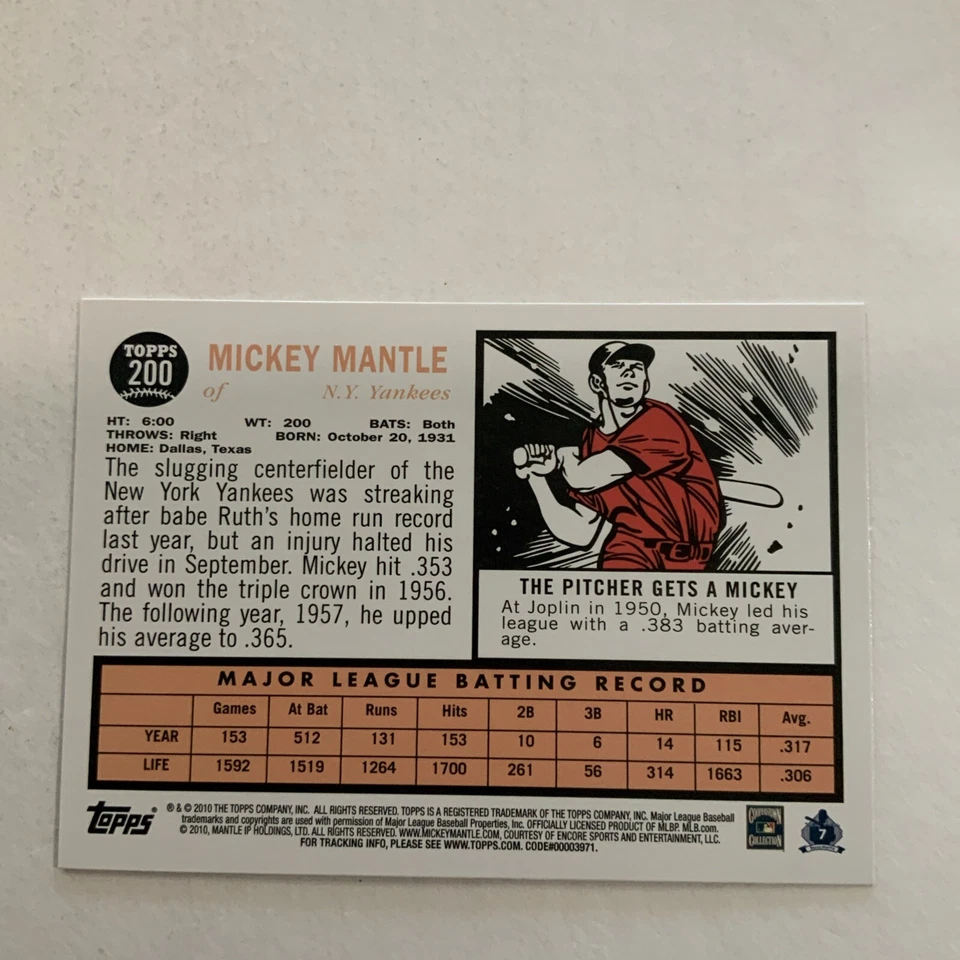 TOPPS
200
MICKEY MANTLE
of N.Y. Yankees
HT: 6:00 WT: 200 BATS: Both
THROWS: Right BORN: October 20, 1931
HOME: Dallas, Texas
The slugging centerfielder of the
New York Yankees was streaking
after babe Ruth's home run record
last year, but an injury halted his
drive in September. Mickey hit .353
and won the triple crown in 1956.
The following year, 1957, he upped
his average to .365.
THE PITCHER GETS A MICKEY
At Joplin in 1950, Mickey led his
league with a .383 batting aver-
age.
MAJOR LEAGUE BATTING RECORD
Games At Bat Runs Hits 2B 3B HR RBI Avg.
YEAR 153 512 131 153 10 6 14 115 .317
LIFE 1592 1519 1264 1700 261 56 314 1663 .306
Topps ®
® & © 2010 THE TOPPS COMPANY, INC. ALL RIGHTS RESERVED. TOPPS IS A REGISTERED TRADEMARK OF THE TOPPS COMPANY, INC. Major League Baseball
trademarks and copyrights are used with permission of Major League Baseball Properties, Inc. OFFICIALLY LICENSED PRODUCT OF MLBP. MLB.com.
© 2010, MANTLE IP HOLDINGS, LTD. ALL RIGHTS RESERVED. WWW.MICKEYMANTLE.COM, COURTESY OF ENCORE SPORTS AND ENTERTAINMENT, LLC.
FOR TRACKING INFO, PLEASE SEE WWW.TOPPS.COM. CODE#00003971.
COOPERSTOWN
COLLECTION
7